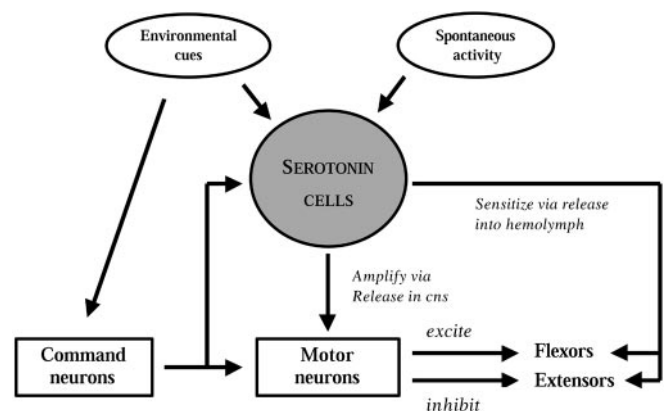 Environmental
cues
Spontaneous
activity
SEROTONIN
CELLS
Sensitize via release
into hemolymph
Amplify via
Release in cns
Command
neurons
Motor
neurons
excite
Flexors
Extensors
inhibit